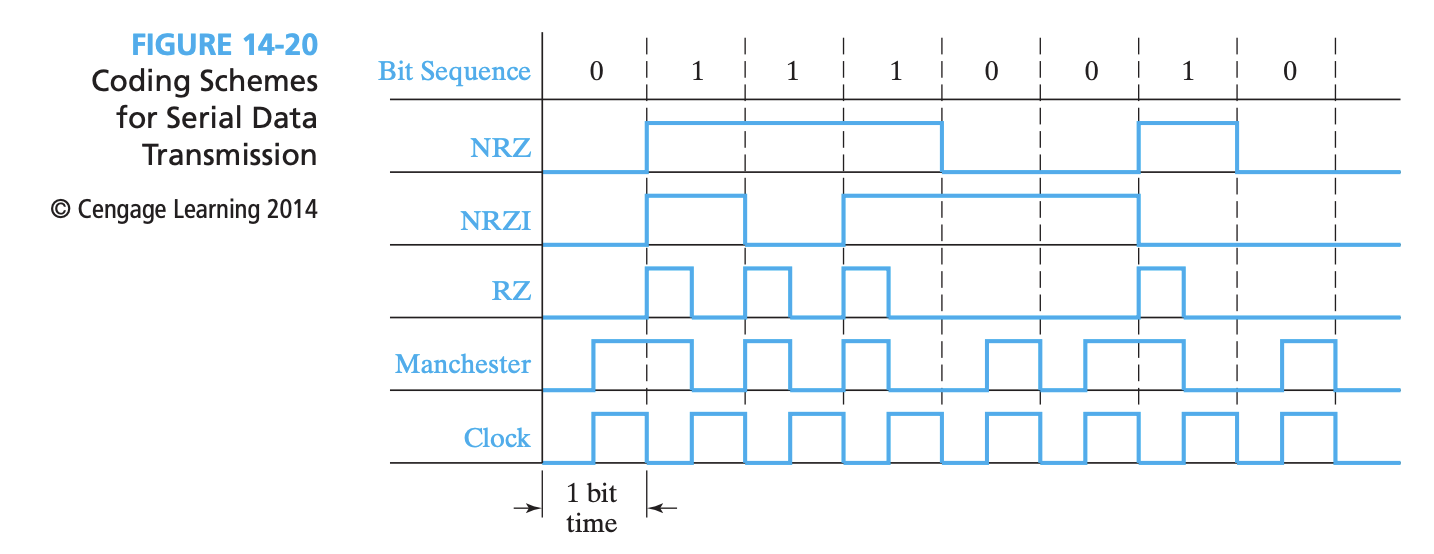 FIGURE 14-20
Coding Schemes
for Serial Data
Transmission
© Cengage Learning 2014
Bit Sequence 0 1 1 1 0 0 1 0
NRZ
NRZI
RZ
Manchester
Clock
1 bit
time